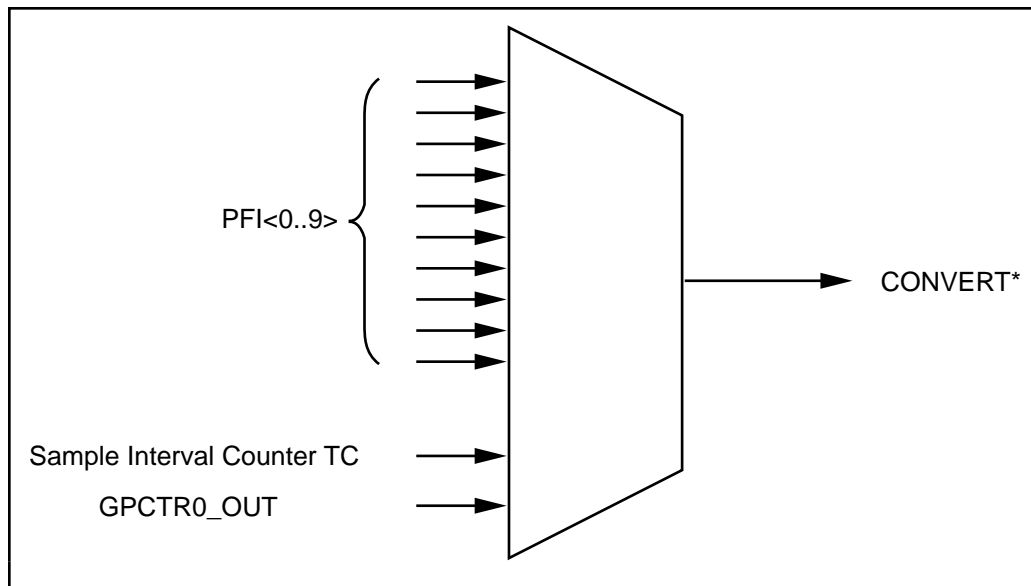 PFI<0..9>
CONVERT*
Sample Interval Counter TC
GPCTR0_OUT